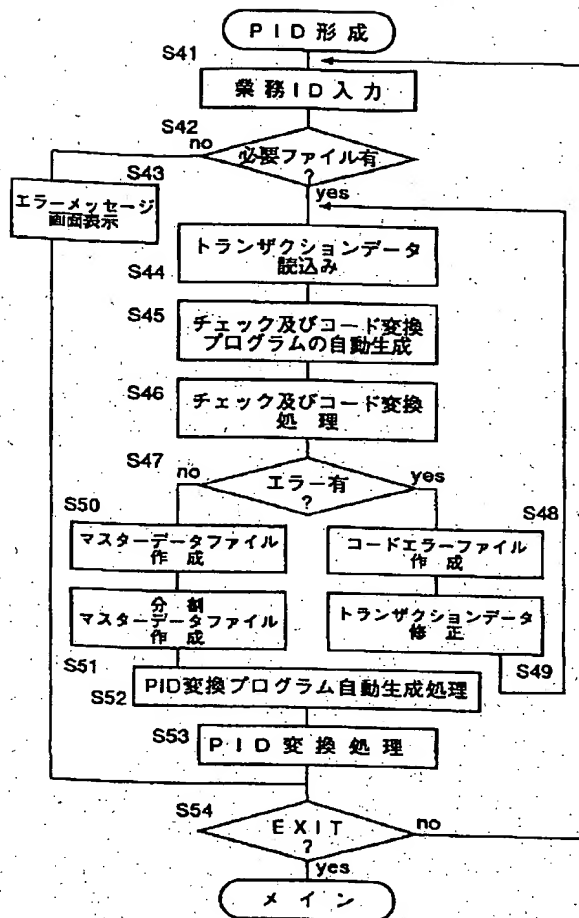 PID形成
S41
業務ID入力
S42
no
必要ファイル有
?
yes
S43
エラーメッセージ
画面表示
トランザクションデータ
読込み
S44
S45
チェック及びコード変換
プログラムの自動生成
S46
チェック及びコード変換
処理
S47
no
エラー有
?
yes
S50
マスターデータファイル
作成
S48
コードエラーファイル
作成
分割
マスターデータファイル
作成
トランザクションデータ
修正
S51
S49
S52
PID変換プログラム自動生成処理
S53
PID変換処理
S54
EXIT
?
no
yes
メイン